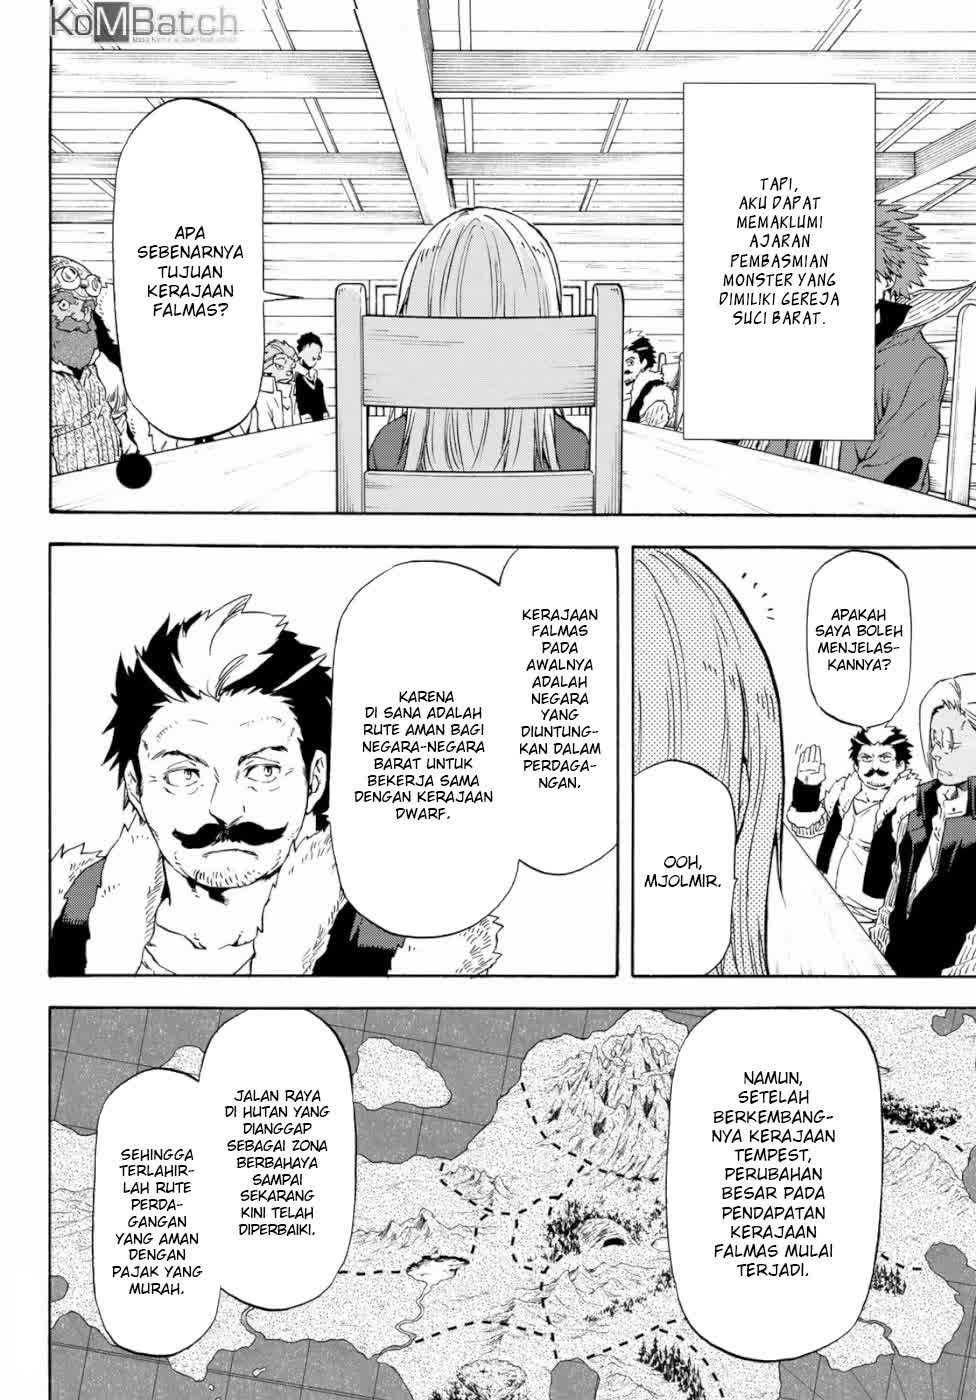 KoMBatch
TAPI,
AKU DAPAT
MEMAKLUMI
AJARAN
PEMBASMIAN
MONSTER YANG
DIMILIKI GEREJA
SUCI BARAT.
APA
SEBENARNYA
TUJUAN
KERAJAAN
FALMAS?
APAKAH
SAYA BOLEH
MENJELAS-
KANNYA?
OOH,
MJOLMIR.
KERAJAAN
FALMAS PADA
AWALNYA
ADALAH
NEGARA
YANG
DIUNTUNG-
KAN DALAM
PERDAGA-
NGAN.
KARENA
DI SANA ADALAH
RUTE AMAN BAGI
NEGARA-NEGARA
BARAT UNTUK
BEKERJA SAMA
DENGAN KERAJAAN
DWARF.
NAMUN,
SETELAH
BERKEMBANG-
NYA KERAJAAN
TEMPEST,
PERUBAHAN
BESAR PADA
PENDAPATAN
KERAJAAN
FALMAS MULAI
TERJADI.
JALAN RAYA
DI HUTAN YANG
DIANGGAP
SEBAGAI ZONA
BERBAHAYA
SAMPAI
SEKARANG
KINI TELAH
DIPERBAIKI.
SEHINGGA
TERLAHIR-
LAH RUTE
PERDA-
GANGAN
YANG AMAN
DENGAN
PAJAK YANG
MURAH.